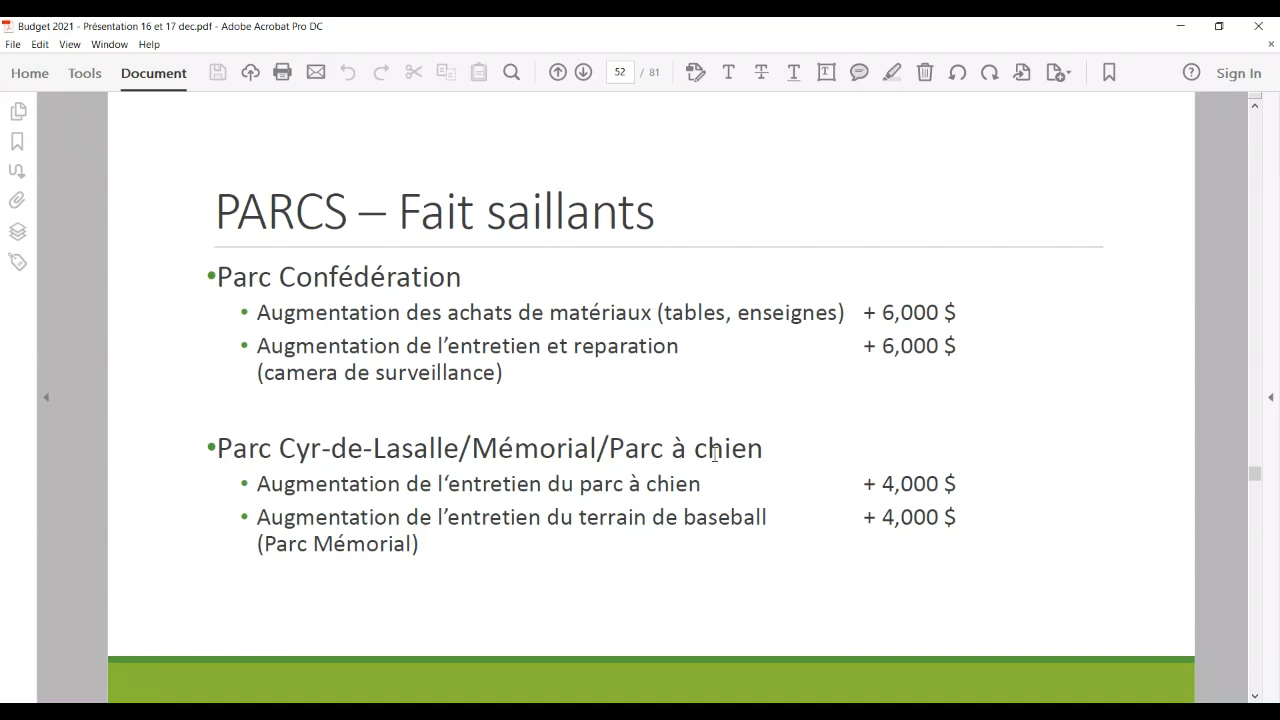 Budget 2021 - Présentation 16 et 17 dec.pdf - Adobe Acrobat Pro DC
File Edit View Window Help
Home Tools Document 52 / 81 Sign In
PARCS – Fait saillants
•Parc Confédération
• Augmentation des achats de matériaux (tables, enseignes) + 6,000 $
• Augmentation de l’entretien et reparation + 6,000 $
(camera de surveillance)
•Parc Cyr-de-Lasalle/Mémorial/Parc à chien
• Augmentation de l‘entretien du parc à chien + 4,000 $
• Augmentation de l’entretien du terrain de baseball + 4,000 $
(Parc Mémorial)